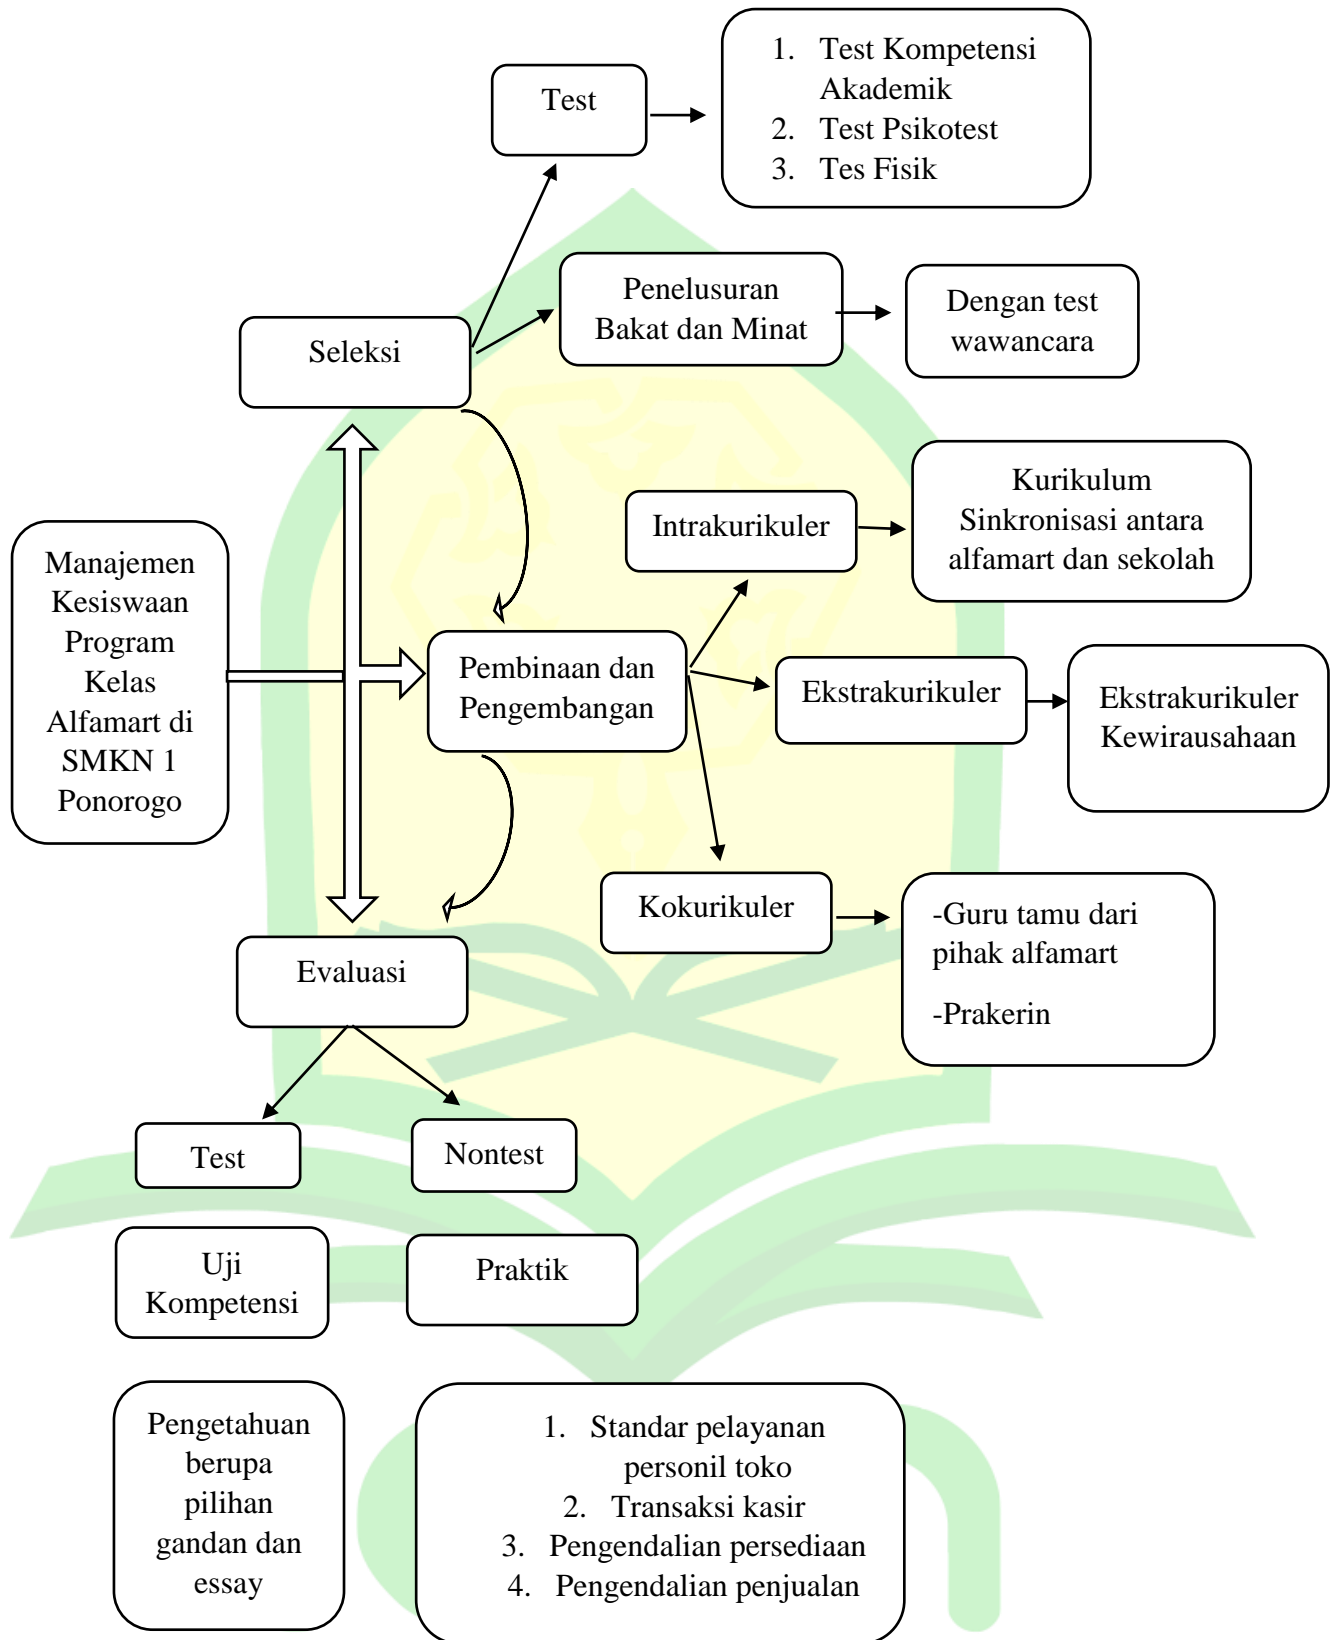 Test
1. Test Kompetensi
Akademik
2. Test Psikotest
3. Tes Fisik
Seleksi
Penelusuran
Bakat dan Minat
Dengan test
wawancara
Manajemen
Kesiswaan
Program
Kelas
Alfamart di
SMKN 1
Ponorogo
Pembinaan dan
Pengembangan
Intrakurikuler
Kurikulum
Sinkronisasi antara
alfamart dan sekolah
Ekstrakurikuler
Ekstrakurikuler
Kewirausahaan
Kokurikuler
-Guru tamu dari
pihak alfamart
-Prakerin
Evaluasi
Test
Nontest
Uji
Kompetensi
Praktik
Pengetahuan
berupa
pilihan
gandan dan
essay
1. Standar pelayanan
personil toko
2. Transaksi kasir
3. Pengendalian persediaan
4. Pengendalian penjualan